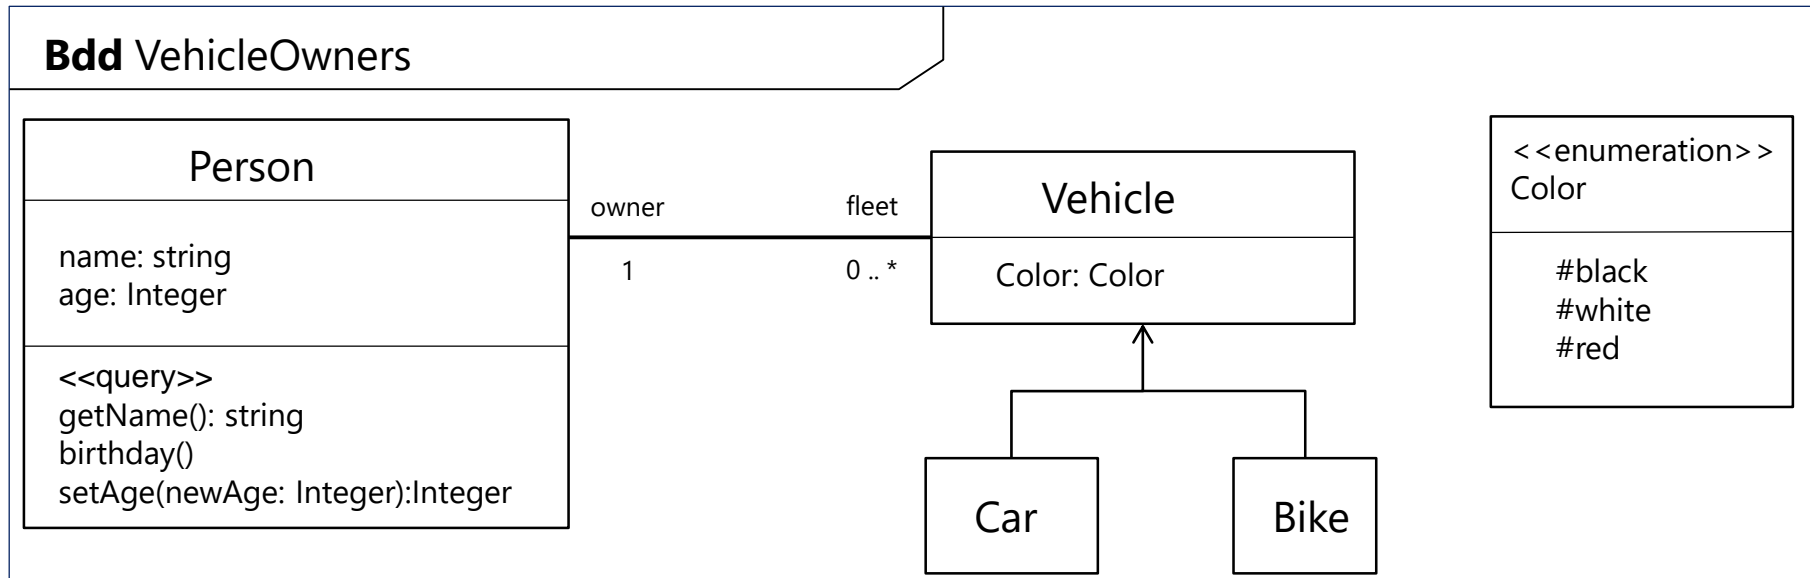 Bdd VehicleOwners
Person
name: string
age: Integer
<<query>>
getName(): string
birthday()
setAge(newAge: Integer):Integer
owner
fleet
1
0 .. *
Vehicle
Color: Color
Car
Bike
<<enumeration>>
Color
#black
#white
#red